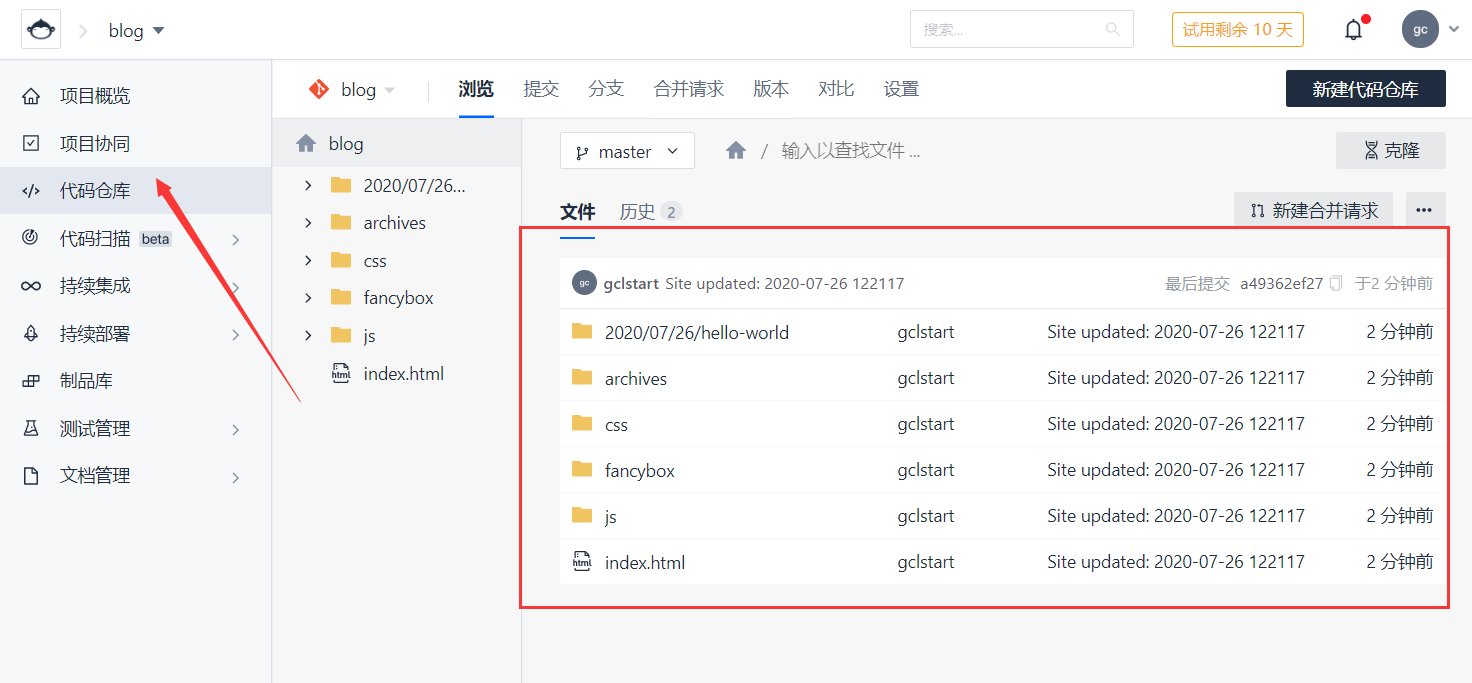 blog
搜索...
试用剩余 10 天
gc
项目概览
项目协同
代码仓库
代码扫描 beta
持续集成
持续部署
制品库
测试管理
文档管理
blog
浏览 提交 分支 合并请求 版本 对比 设置
新建代码仓库
blog
2020/07/26...
archives
css
fancybox
js
html index.html
master
/ 输入以查找文件 ...
克隆
文件 历史 2
新建合并请求
gc gclstart Site updated: 2020-07-26 122117 最后提交 a49362ef27 于2 分钟前
2020/07/26/hello-world gclstart Site updated: 2020-07-26 122117 2 分钟前
archives gclstart Site updated: 2020-07-26 122117 2 分钟前
css gclstart Site updated: 2020-07-26 122117 2 分钟前
fancybox gclstart Site updated: 2020-07-26 122117 2 分钟前
js gclstart Site updated: 2020-07-26 122117 2 分钟前
html index.html gclstart Site updated: 2020-07-26 122117 2 分钟前